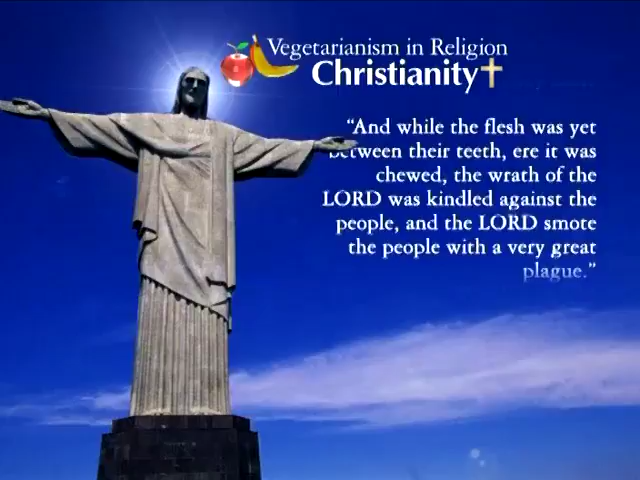 Vegetarianism in Religion
Christianity
“And while the flesh was yet
between their teeth, ere it was
chewed, the wrath of the
LORD was kindled against the
people, and the LORD smote
the people with a very great
plague.”